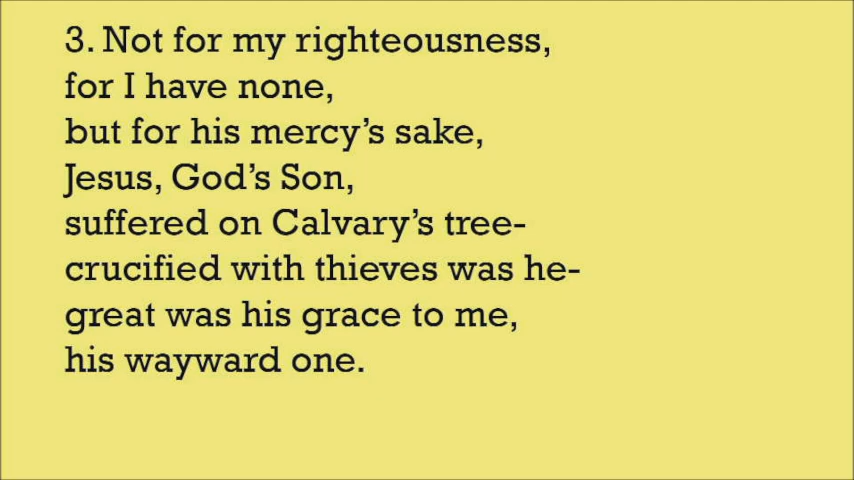 3. Not for my righteousness,
for I have none,
but for his mercy’s sake,
Jesus, God’s Son,
suffered on Calvary’s tree-
crucified with thieves was he-
great was his grace to me,
his wayward one.